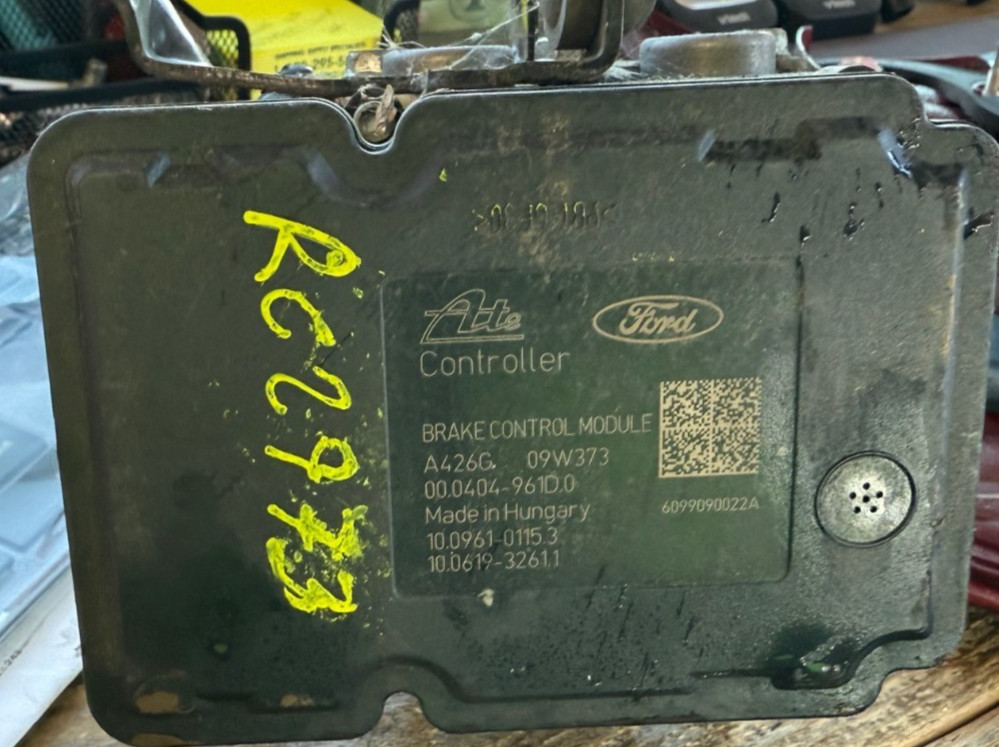 RC2973
Ate
Ford
Controller
BRAKE CONTROL MODULE
A426G 09W373
00.0404-961D.0
Made in Hungary
6099090022A
10.0961-0115.3
10.0619-3261.1